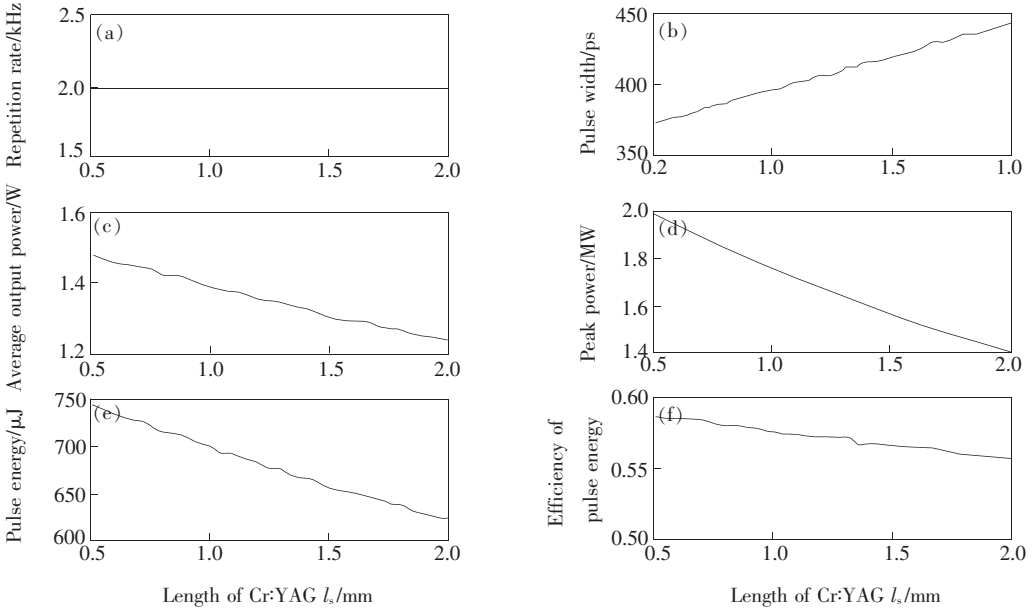 2.5
(a)
2.0
1.5
0.5 1.0 1.5 2.0
Repetition rate/kHz
450
(b)
400
350
0.2 1.0 1.5 1.0
Pulse width/ps
1.6
(c)
1.4
1.2
0.5 1.0 1.5 2.0
Average output power/W
2.0
(d)
1.8
1.6
1.4
0.5 1.0 1.5 2.0
Peak power/MW
750
(e)
700
650
600
0.5 1.0 1.5 2.0
Pulse energy/μJ
Length of Cr:YAG lₛ/mm
0.60
(f)
0.55
0.50
0.5 1.0 1.5 2.0
Efficiency of
pulse energy
Length of Cr:YAG lₛ/mm